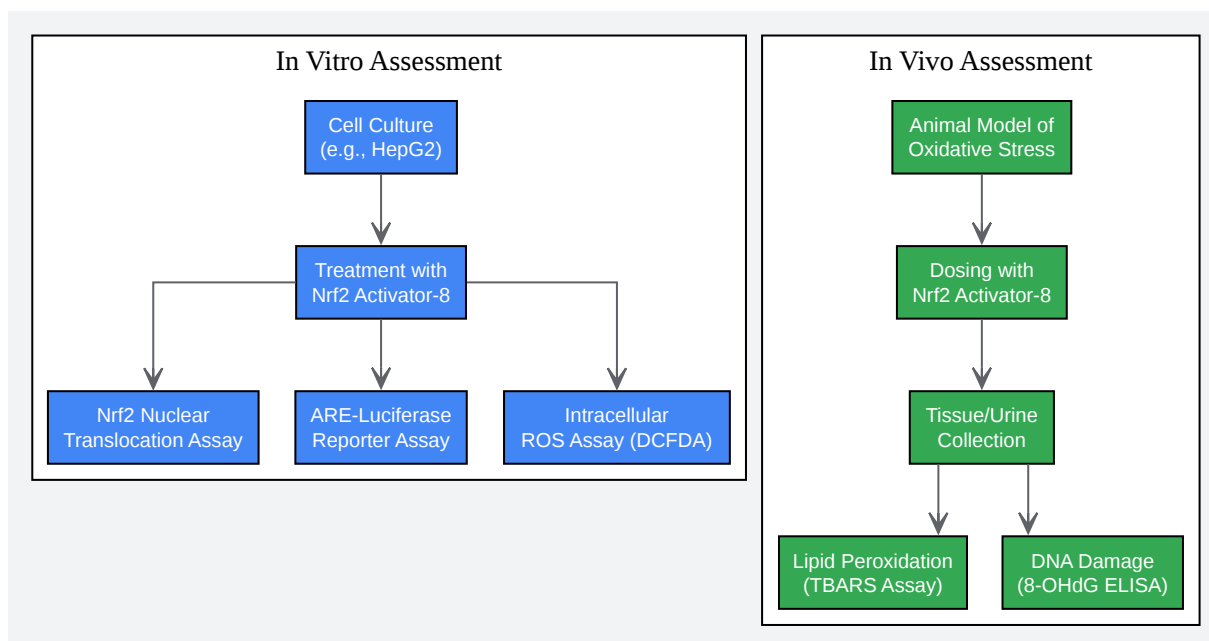 In Vitro Assessment
Cell Culture
(e.g., HepG2)
Treatment with
Nrf2 Activator-8
Nrf2 Nuclear
Translocation Assay
ARE-Luciferase
Reporter Assay
Intracellular
ROS Assay (DCFDA)
In Vivo Assessment
Animal Model of
Oxidative Stress
Dosing with
Nrf2 Activator-8
Tissue/Urine
Collection
Lipid Peroxidation
(TBARS Assay)
DNA Damage
(8-OHdG ELISA)